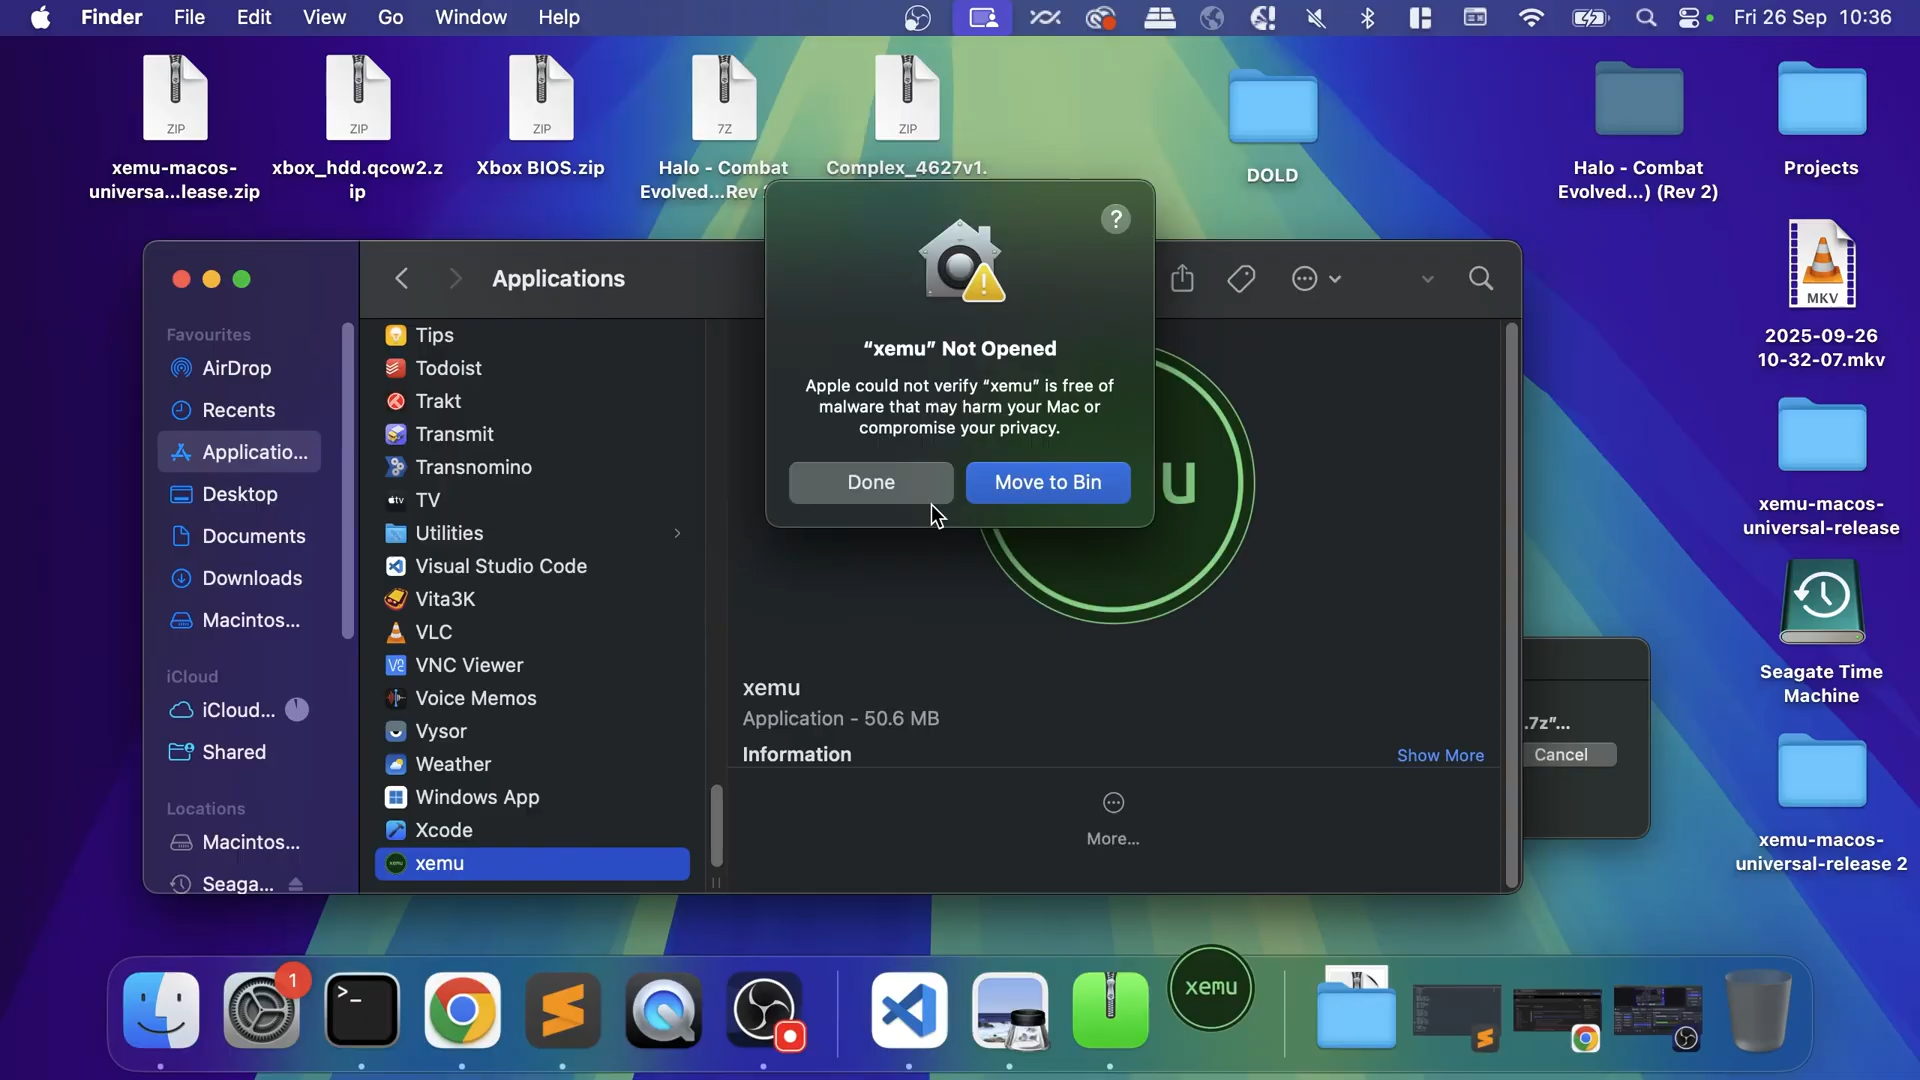 Finder File Edit View Go Window Help
Fri 26 Sep 10:36
ZIP
xemu-macos-
universa...lease.zip
ZIP
xbox_hdd.qcow2.z
ip
ZIP
Xbox BIOS.zip
7Z
Halo - Combat
Evolved...Rev
ZIP
Complex_4627v1.
DOLD
Halo - Combat
Evolved...) (Rev 2)
Projects
MKV
2025-09-26
10-32-07.mkv
xemu-macos-
universal-release
Seagate Time
Machine
xemu-macos-
universal-release 2
Applications
Favourites
AirDrop
Recents
Applicatio...
Desktop
Documents
Downloads
Macintos...
iCloud
iCloud...
Shared
Locations
Macintos...
Seaga...
Tips
Todoist
Trakt
Transmit
Transnomino
tv
TV
Utilities
Visual Studio Code
Vita3K
VLC
V2
VNC Viewer
Voice Memos
Vysor
Weather
Windows App
Xcode
xemu
xemu
?
“xemu” Not Opened
Apple could not verify “xemu” is free of
malware that may harm your Mac or
compromise your privacy.
Done
Move to Bin
u
xemu
Application - 50.6 MB
Information
Show More
More...
.7z”...
Cancel
1
>_
xemu